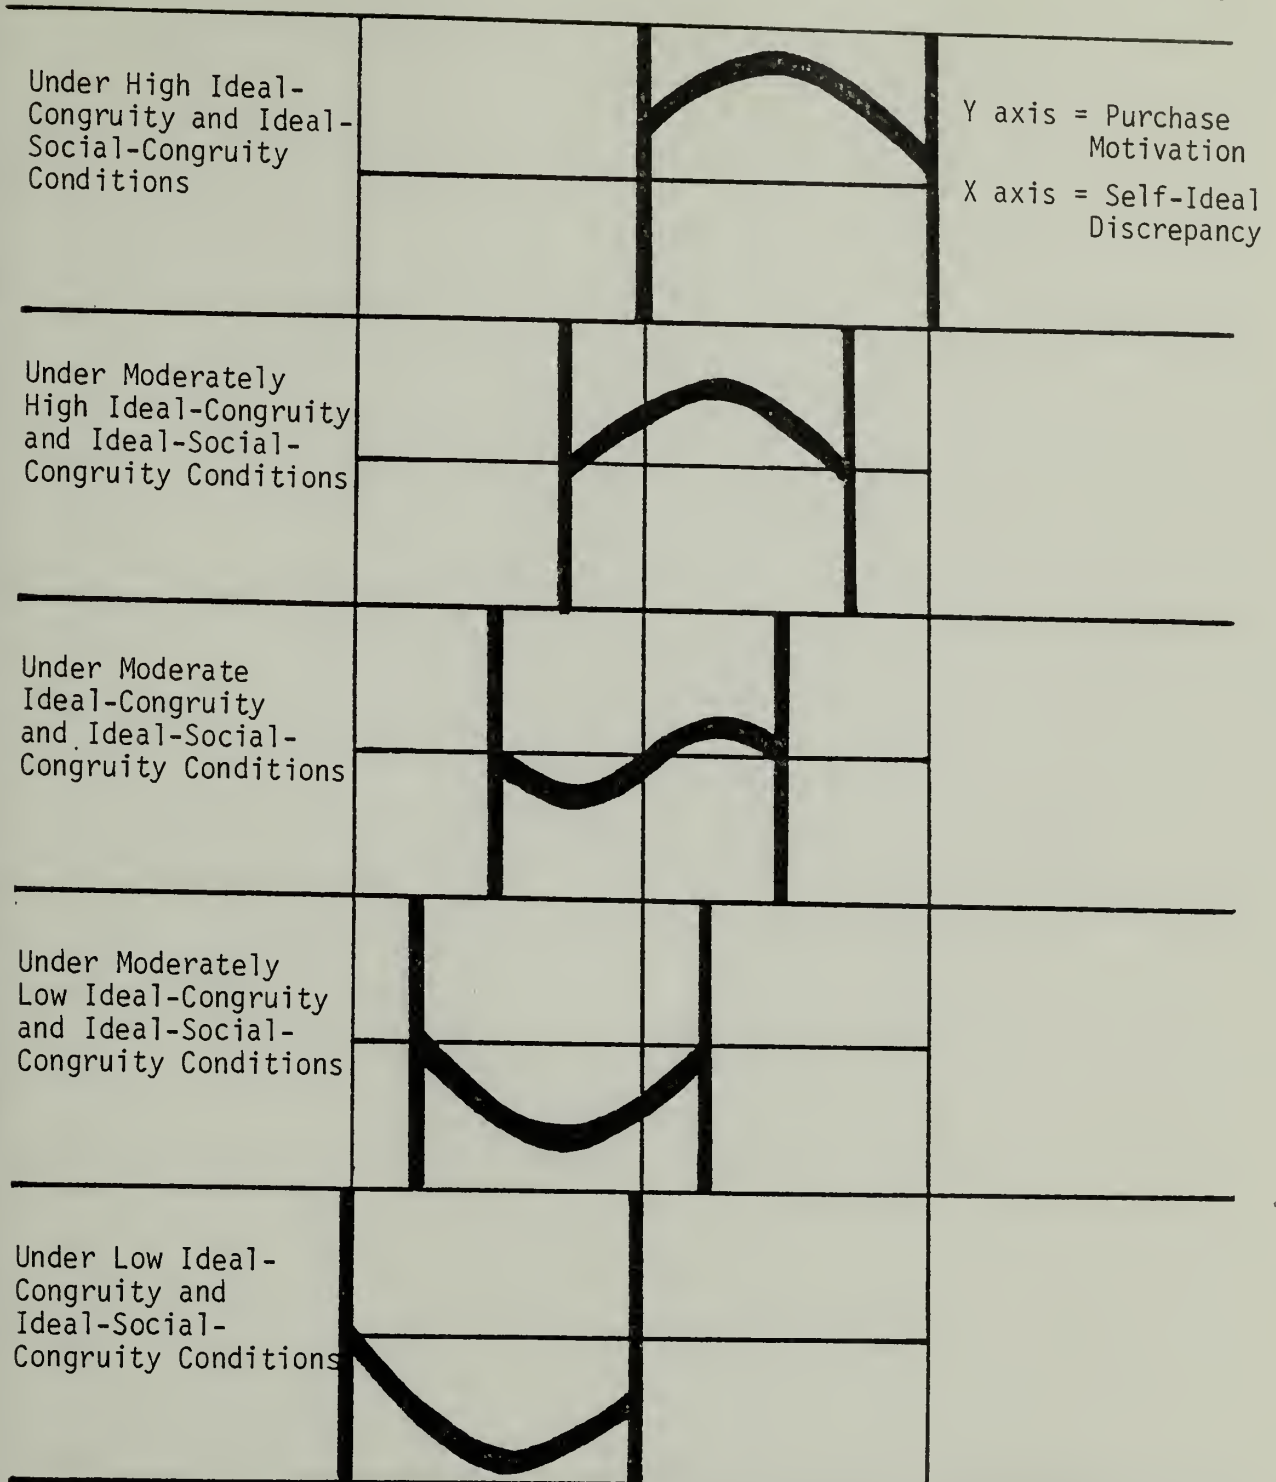 Under High Ideal-
Congruity and Ideal-
Social-Congruity
Conditions
Y axis = Purchase
Motivation
X axis = Self-Ideal
Discrepancy
Under Moderately
High Ideal-Congruity
and Ideal-Social-
Congruity Conditions
Under Moderate
Ideal-Congruity
and Ideal-Social-
Congruity Conditions
Under Moderately
Low Ideal-Congruity
and Ideal-Social-
Congruity Conditions
Under Low Ideal-
Congruity and
Ideal-Social-
Congruity Conditions